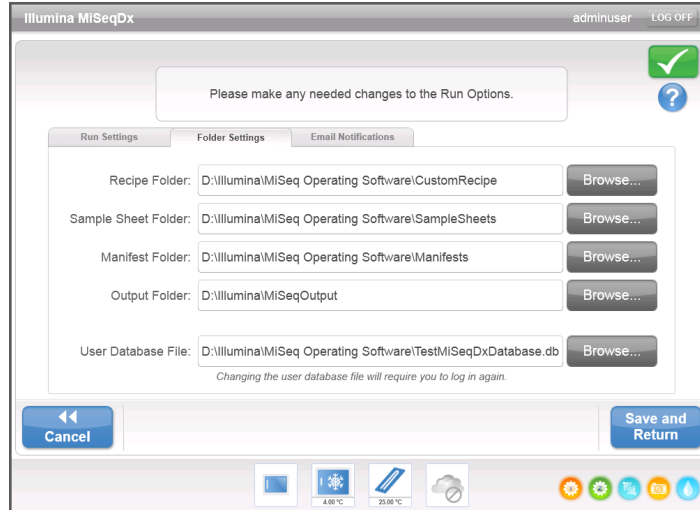 Illumina MiSeqDx adminuser LOG OFF
Please make any needed changes to the Run Options.
?
Run Settings Folder Settings Email Notifications
Recipe Folder: D:\Illumina\MiSeq Operating Software\CustomRecipe Browse...
Sample Sheet Folder: D:\Illumina\MiSeq Operating Software\SampleSheets Browse...
Manifest Folder: D:\Illumina\MiSeq Operating Software\Manifests Browse...
Output Folder: D:\Illumina\MiSeqOutput Browse...
User Database File: D:\Illumina\MiSeq Operating Software\TestMiSeqDxDatabase.db Browse...
Changing the user database file will require you to log in again.
Cancel
Save and
Return
4.00 °C 25.00 °C